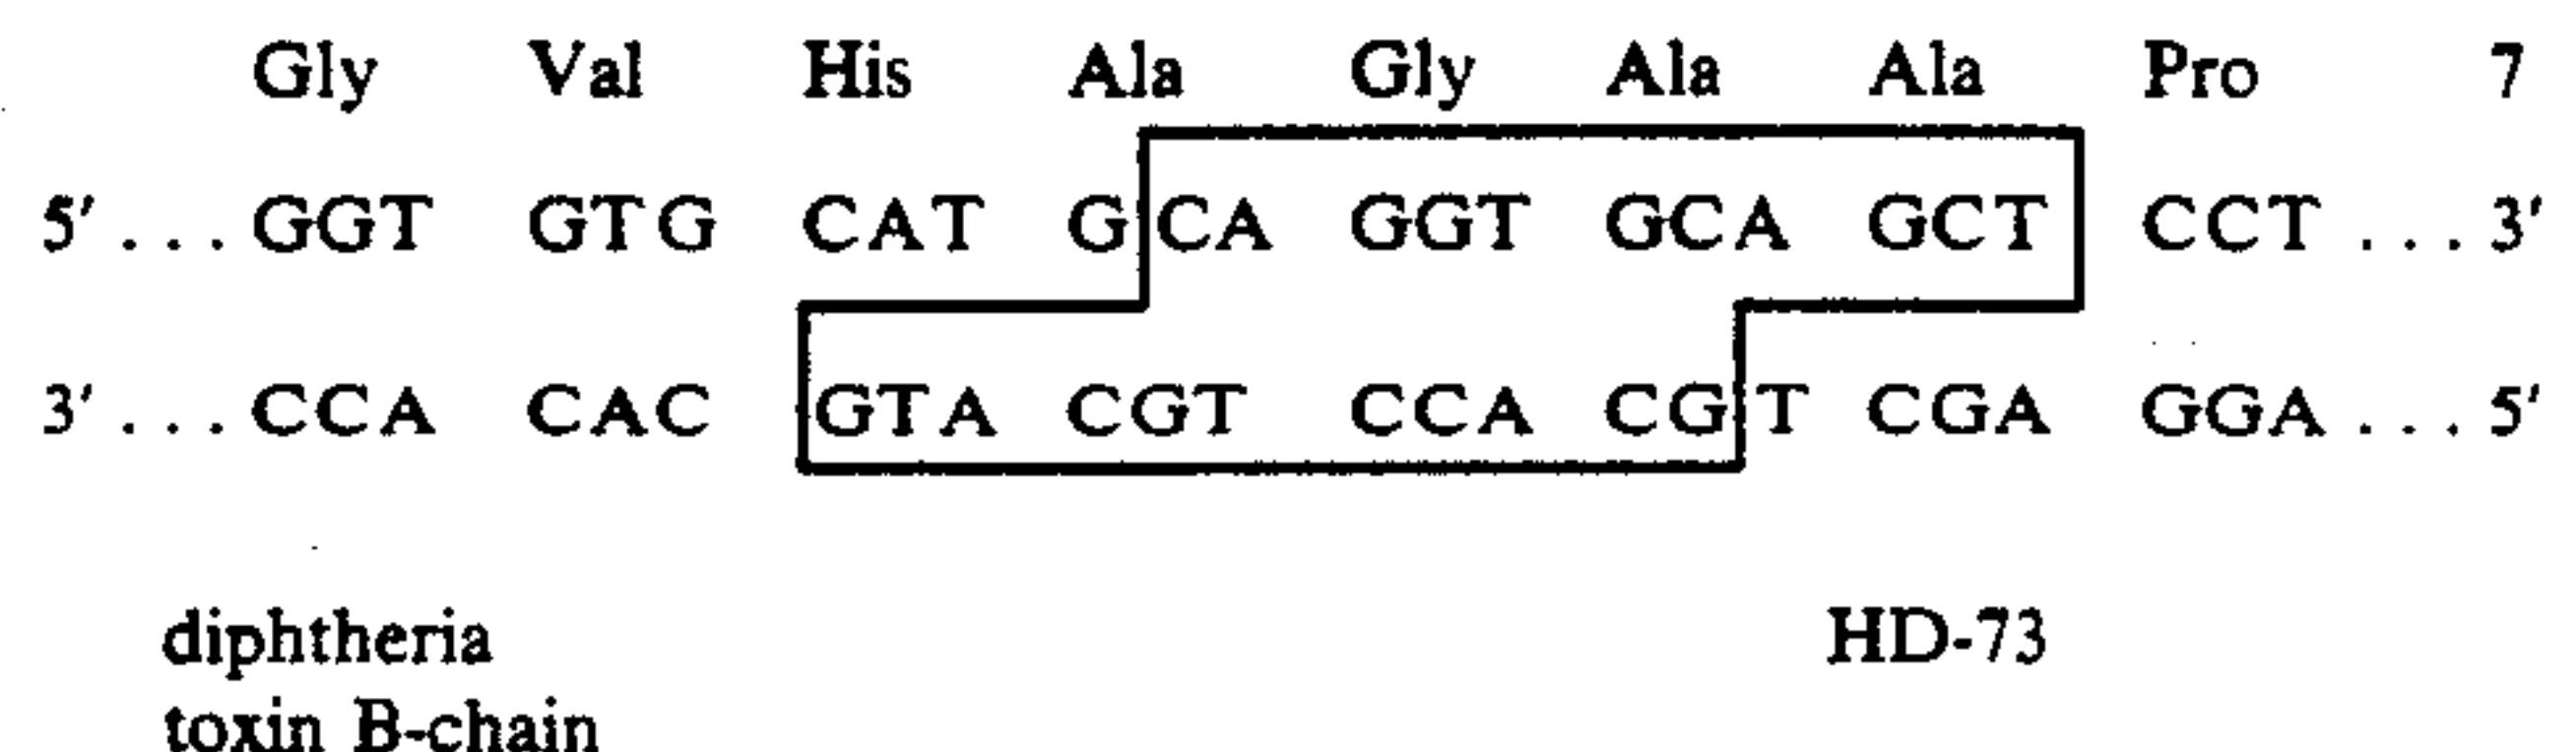 Gly Val His Ala Gly Ala Ala Pro 7
5' ... GGT GTG CAT GCA GGT GCA GCT CCT ... 3'
3' ... CCA CAC GTA CGT CCA CGT CGA GGA ... 5'
diphtheria HD-73
toxin B-chain